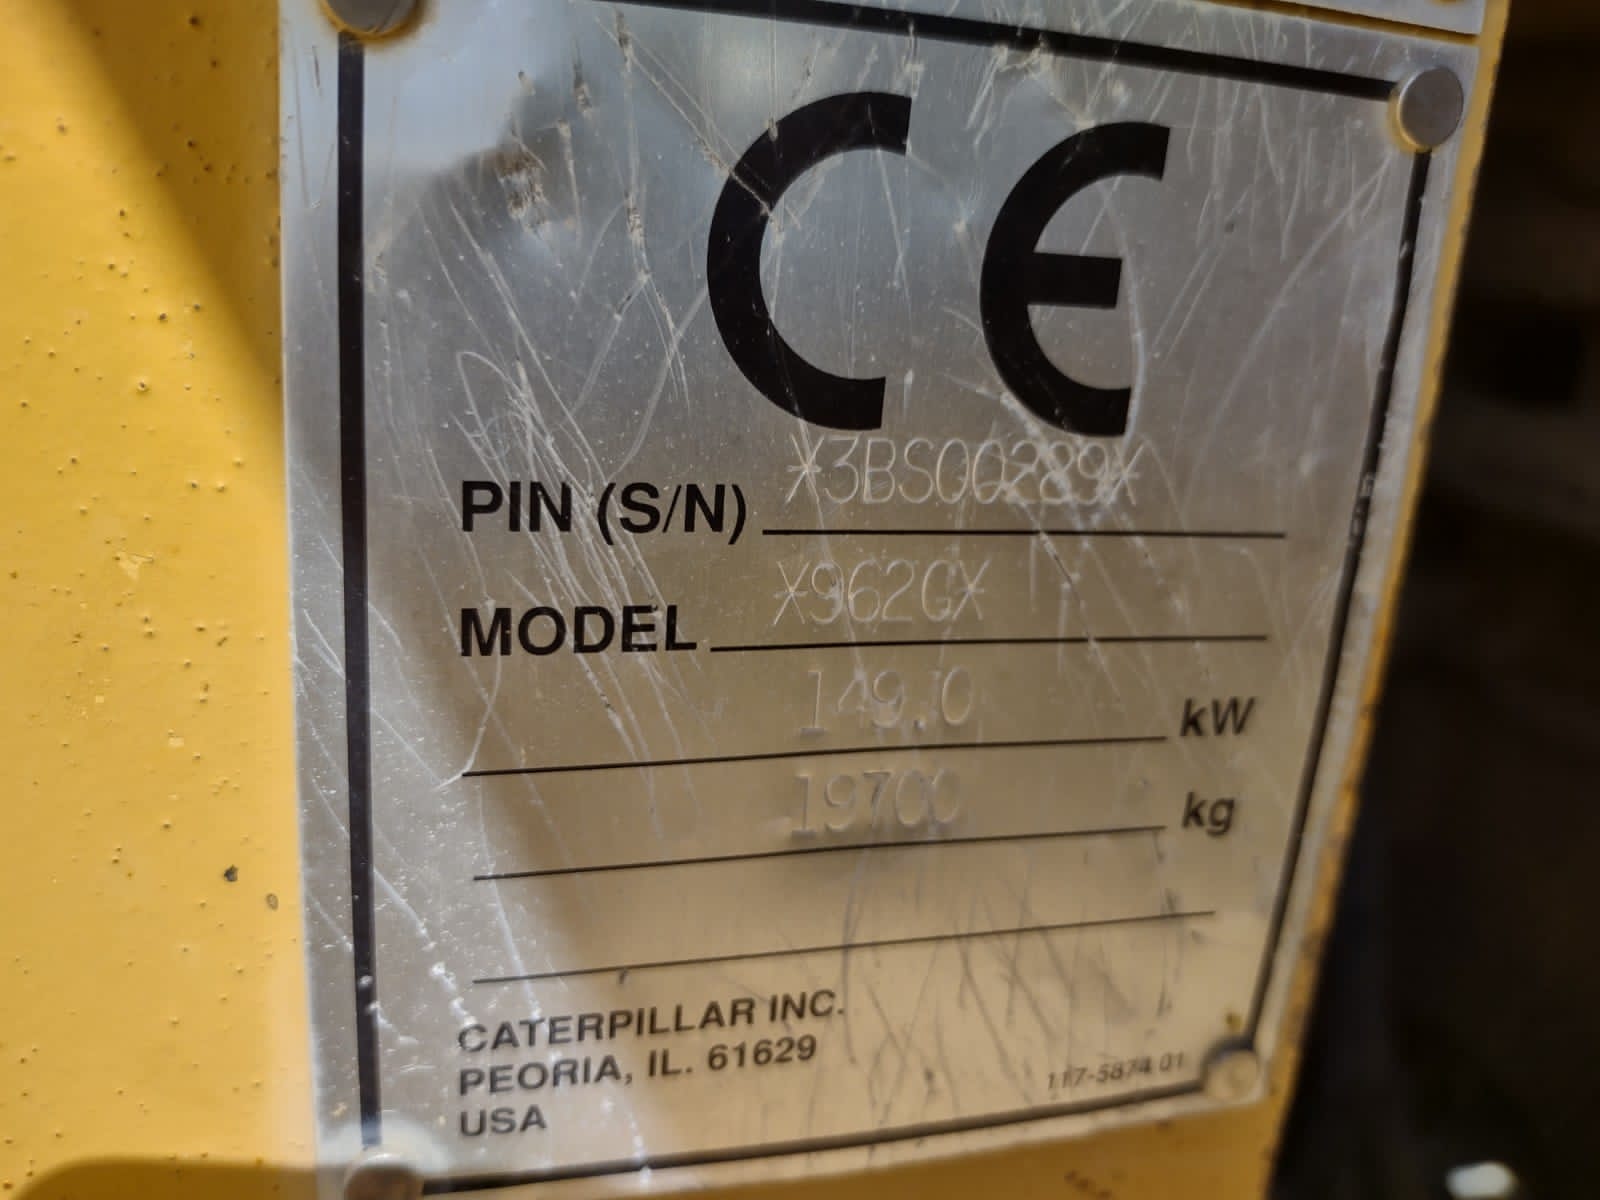 CE
PIN (S/N) *3BS00289*
MODEL *962G*
149.0 kW
19700 kg
CATERPILLAR INC.
PEORIA, IL. 61629
USA
117-5874 01